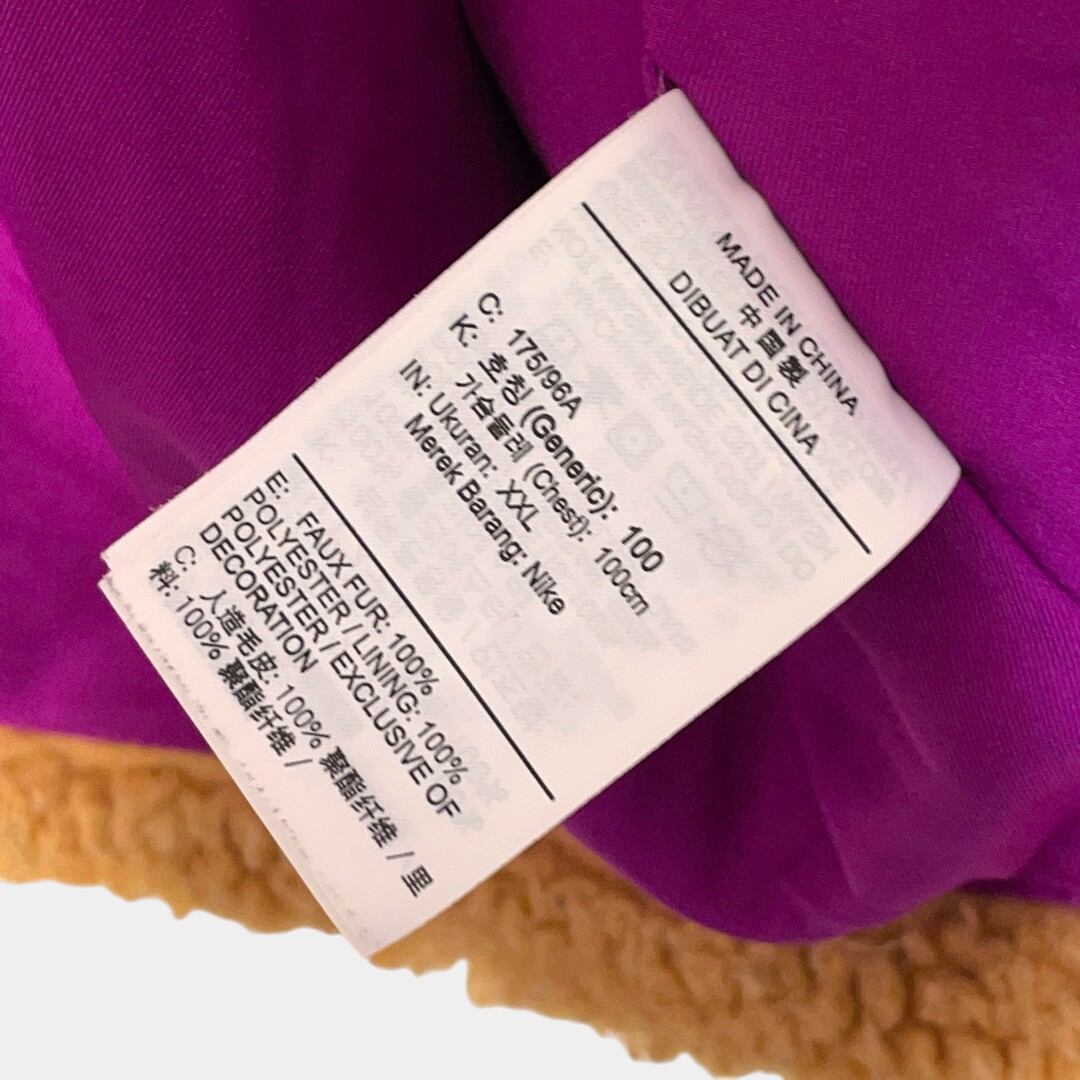 MADE IN CHINA
中国製
DIBUAT DI CINA
C: 175/96A
K: 호칭 (Generic): 100
가슴둘레 (Chest): 100cm
IN: Ukuran: XXL
Merek Barang: Nike
E: FAUX FUR: 100%
POLYESTER / LINING: 100%
POLYESTER / EXCLUSIVE OF
DECORATION
C: 人造毛皮: 100% 聚酯纤维 / 里
料: 100% 聚酯纤维 /